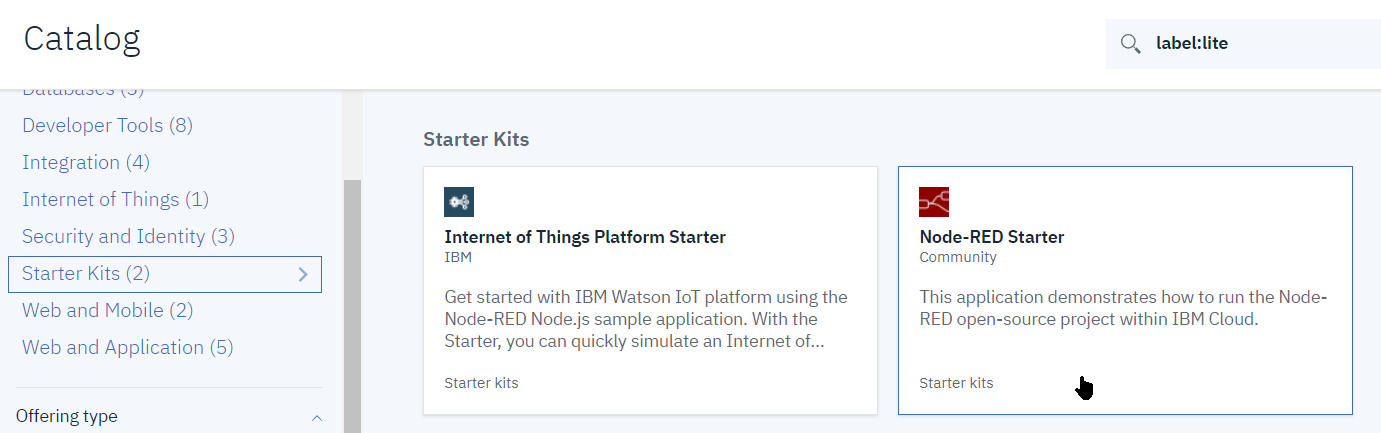 Catalog
label:lite
Databases (5)
Developer Tools (8)
Integration (4)
Internet of Things (1)
Security and Identity (3)
Starter Kits (2)
Web and Mobile (2)
Web and Application (5)
Offering type
Starter Kits
Internet of Things Platform Starter
IBM
Get started with IBM Watson IoT platform using the
Node-RED Node.js sample application. With the
Starter, you can quickly simulate an Internet of...
Starter kits
Node-RED Starter
Community
This application demonstrates how to run the Node-
RED open-source project within IBM Cloud.
Starter kits